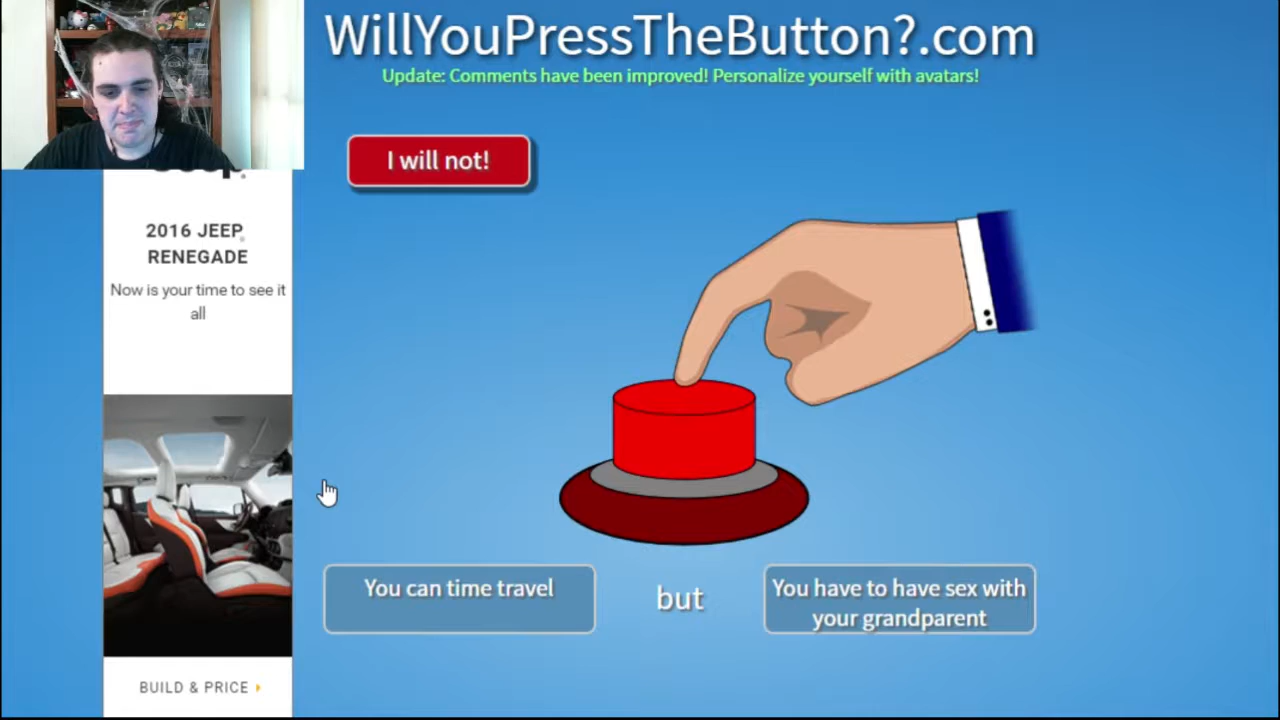 WillYouPressTheButton?.com
Update: Comments have been improved! Personalize yourself with avatars!
I will not!
2016 JEEP
RENEGADE
Now is your time to see it
all
You can time travel
but
You have to have sex with
your grandparent
BUILD & PRICE